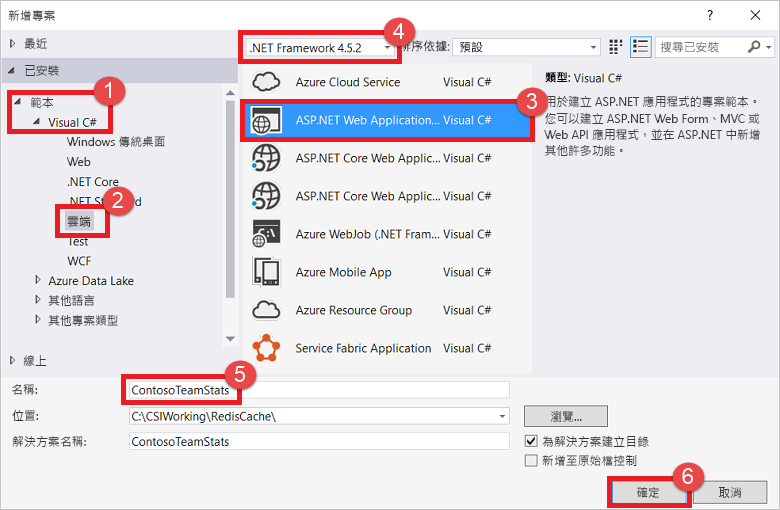 新增專案
? ×
最近
已安裝
1
範本
Visual C#
Windows 傳統桌面
Web
.NET Core
2
雲端
Test
WCF
Azure Data Lake
其他語言
其他專案類型
線上
.NET Framework 4.5.2
4
排序依據: 預設
搜尋已安裝
Azure Cloud Service Visual C#
ASP.NET Web Application... Visual C#
3
ASP.NET Core Web Applic... Visual C#
ASP.NET Core Web Applic... Visual C#
Azure WebJob (.NET Fram... Visual C#
Azure Mobile App Visual C#
Azure Resource Group Visual C#
Service Fabric Application Visual C#
類型: Visual C#
用於建立 ASP.NET 應用程式的專案範本。
您可以建立 ASP.NET Web Form、MVC 或
Web API 應用程式，並在 ASP.NET 中新增
其他許多功能。
名稱: ContosoTeamStats
5
位置: C:\CSIWorking\RedisCache\
瀏覽...
解決方案名稱: ContosoTeamStats
為解決方案建立目錄
新增至原始檔控制
6
確定 取消